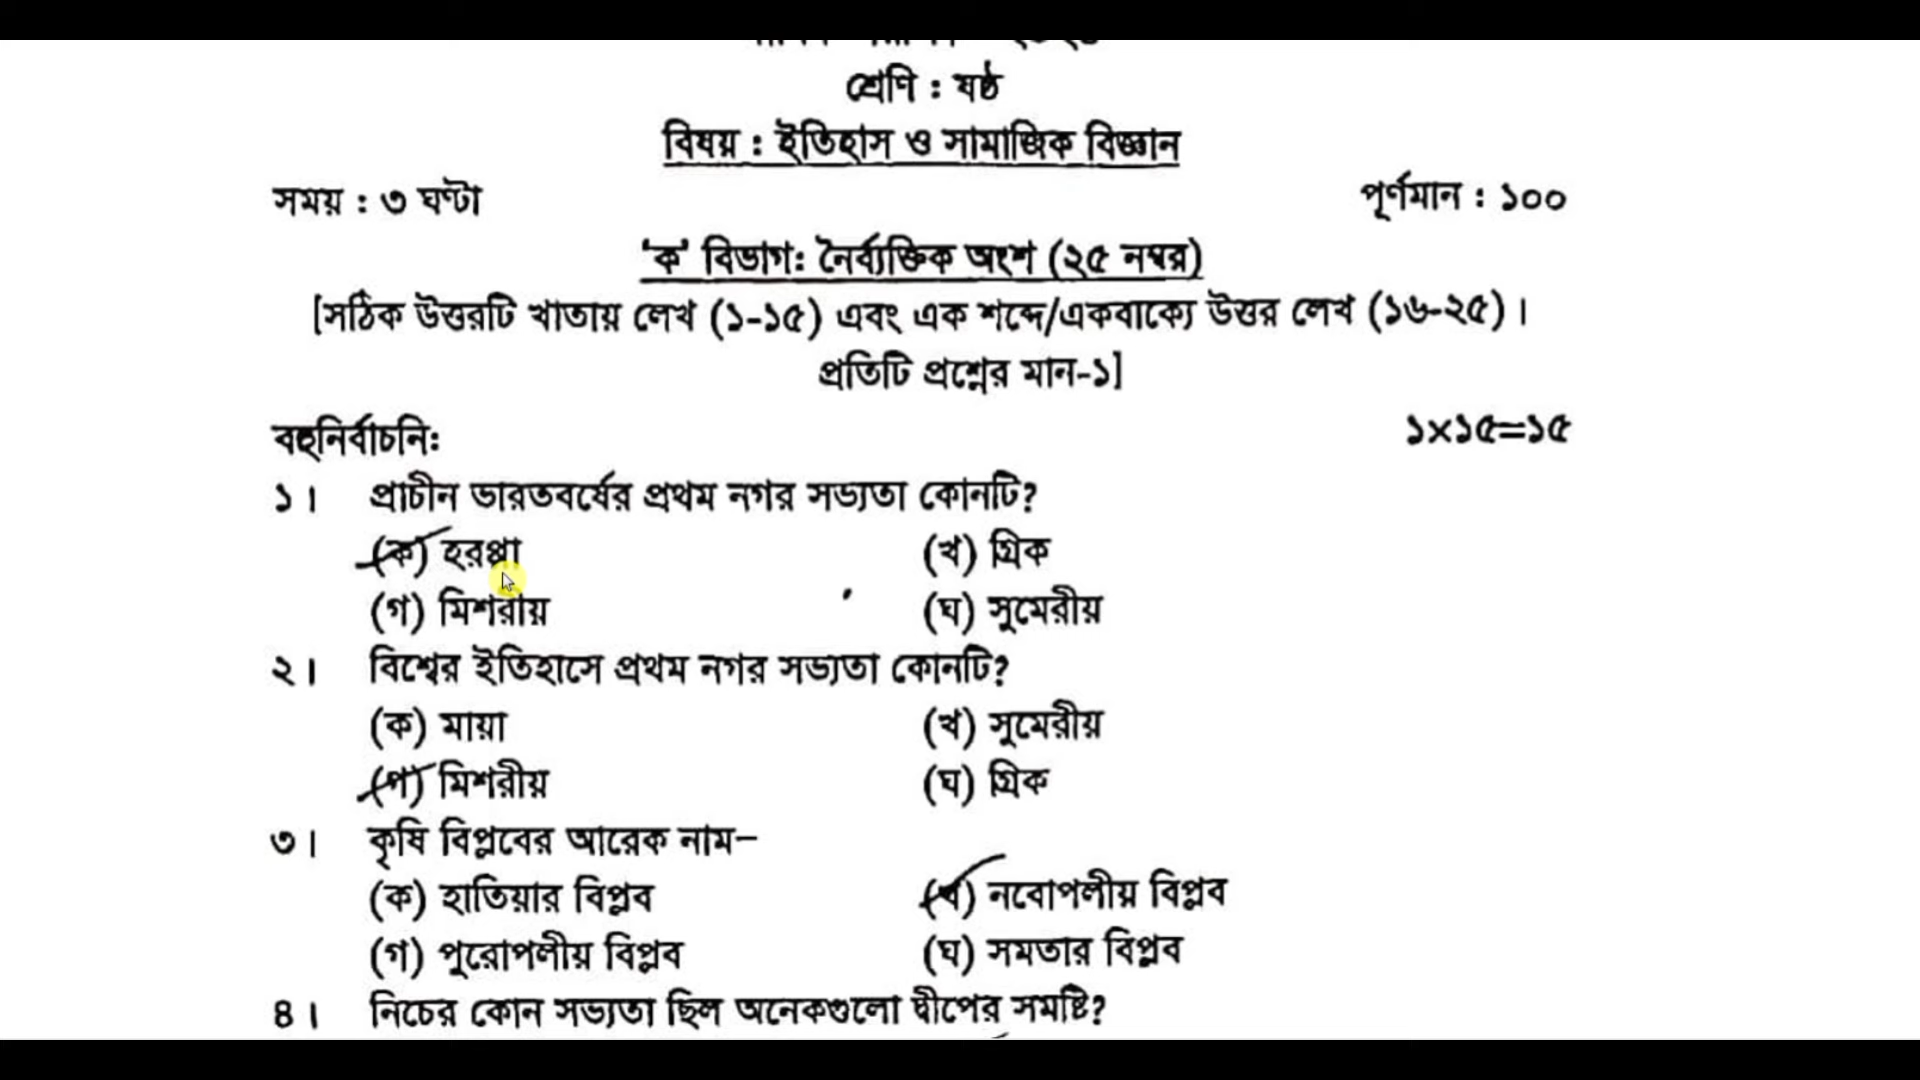 শ্রেণি : ষষ্ঠ
বিষয় : ইতিহাস ও সামাজিক বিজ্ঞান
সময় : ৩ ঘণ্টা পূর্ণমান : ১০০
‘ক’ বিভাগ: নৈর্ব্যক্তিক অংশ (২৫ নম্বর)
[সঠিক উত্তরটি খাতায় লেখ (১-১৫) এবং এক শব্দে/একবাক্যে উত্তর লেখ (১৬-২৫)।
প্রতিটি প্রশ্নের মান-১]
বহুনির্বাচনি: ১×১৫=১৫
১। প্রাচীন ভারতবর্ষের প্রথম নগর সভ্যতা কোনটি?
(ক) হরপ্পা (খ) গ্রিক
(গ) মিশরীয় (ঘ) সুমেরীয়
২। বিশ্বের ইতিহাসে প্রথম নগর সভ্যতা কোনটি?
(ক) মায়া (খ) সুমেরীয়
(গ) মিশরীয় (ঘ) গ্রিক
৩। কৃষি বিপ্লবের আরেক নাম–
(ক) হাতিয়ার বিপ্লব (খ) নবোপলীয় বিপ্লব
(গ) পুরোপলীয় বিপ্লব (ঘ) সমতার বিপ্লব
৪। নিচের কোন সভ্যতা ছিল অনেকগুলো দ্বীপের সমষ্টি?